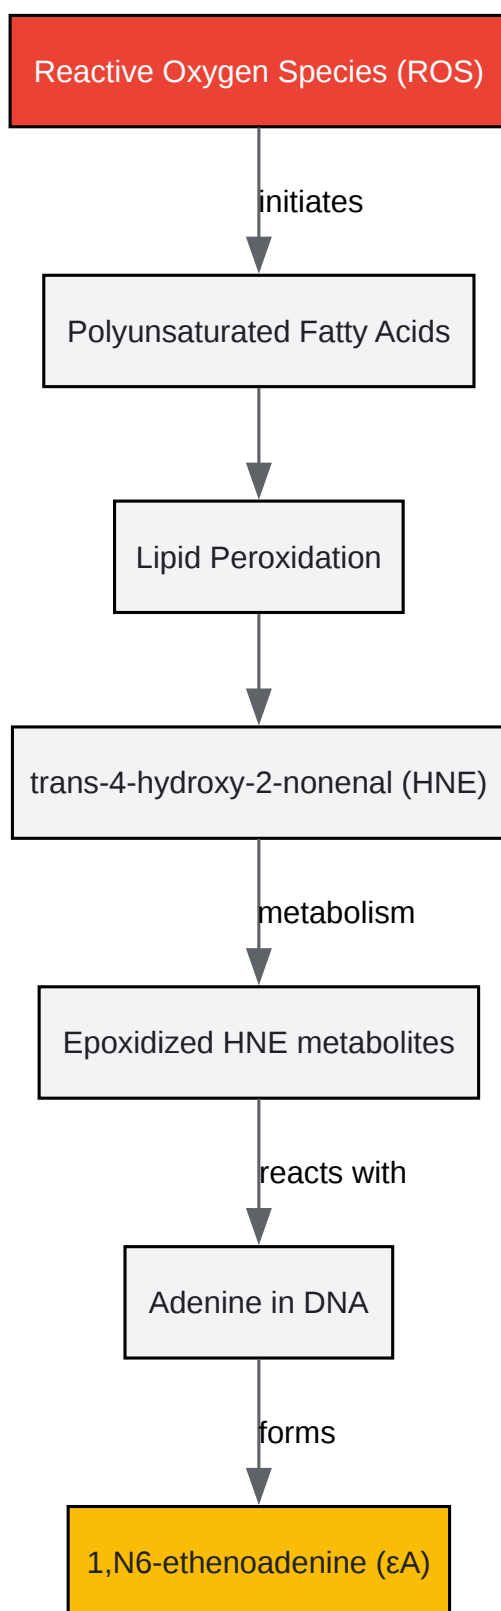 Reactive Oxygen Species (ROS)
initiates
Polyunsaturated Fatty Acids
Lipid Peroxidation
trans-4-hydroxy-2-nonenal (HNE)
metabolism
Epoxidized HNE metabolites
reacts with
Adenine in DNA
forms
1,N6-ethenoadenine (εA)